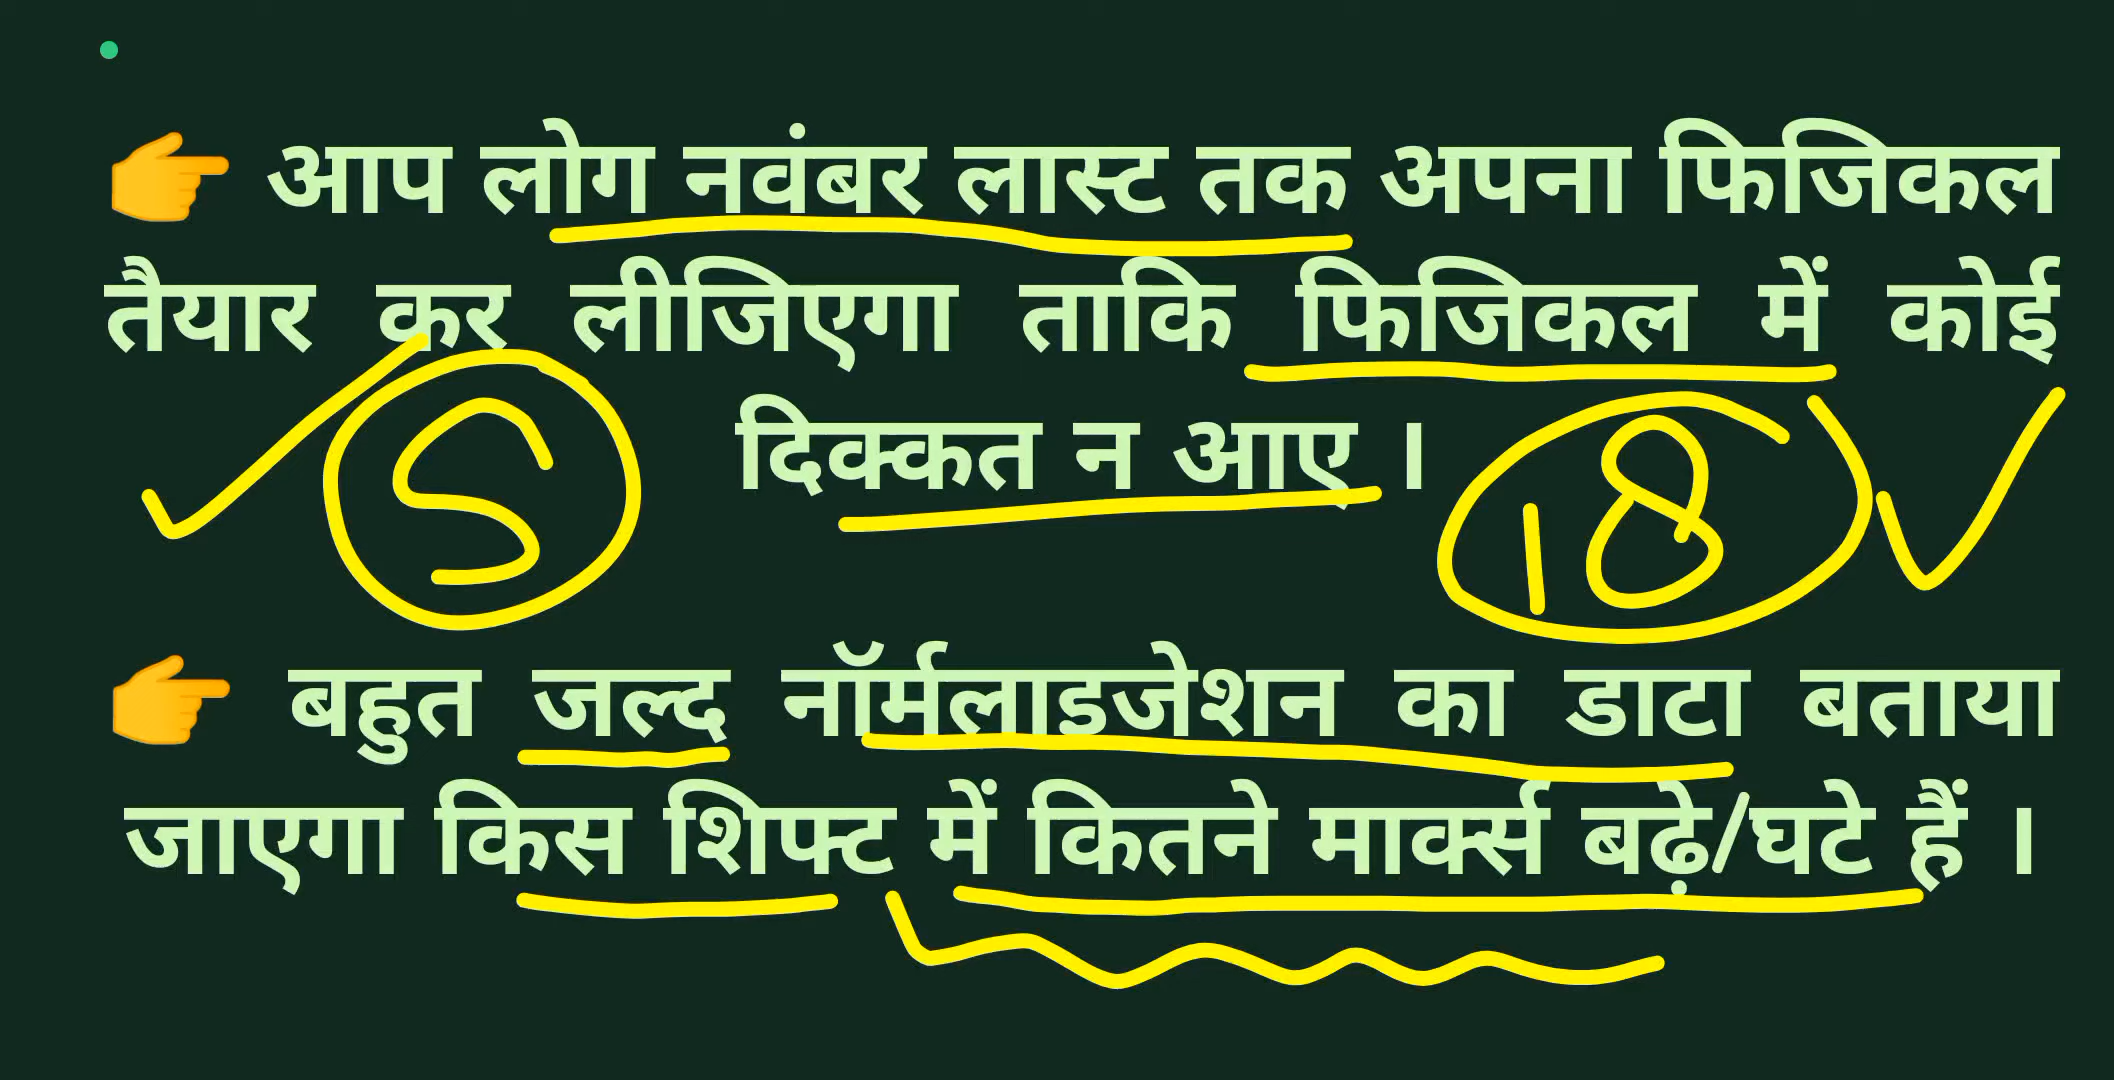 👉 आप लोग नवंबर लास्ट तक अपना फिजिकल
तैयार कर लीजिएगा ताकि फिजिकल में कोई
दिक्कत न आए ।
S
18
👉 बहुत जल्द नॉर्मलाइजेशन का डाटा बताया
जाएगा किस शिफ्ट में कितने मार्क्स बढ़े/घटे हैं ।